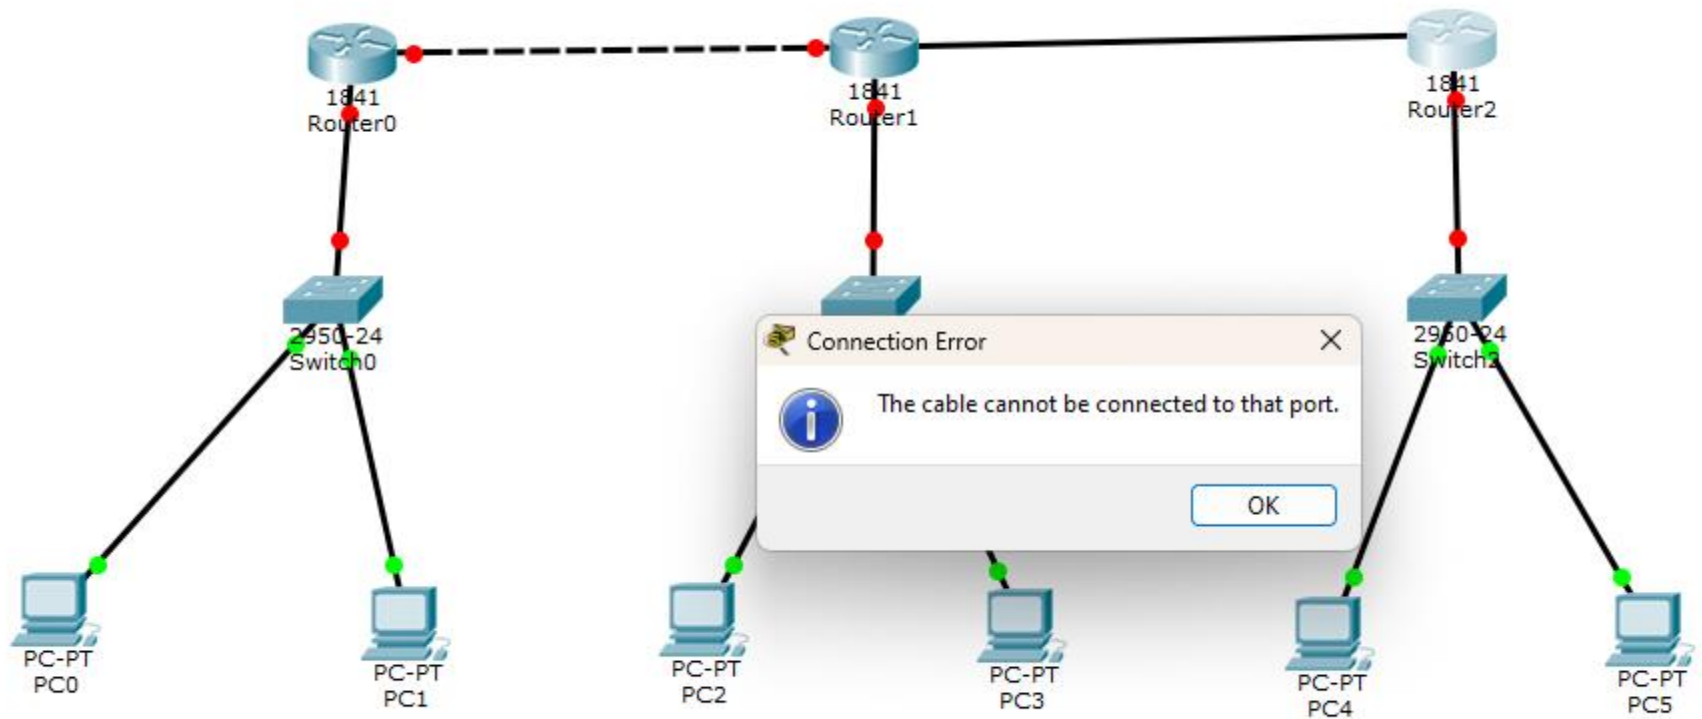 1841
Router0
1841
Router1
1841
Router2
2950-24
Switch0
2950-24
Switch2
Connection Error
The cable cannot be connected to that port.
OK
PC-PT
PC0
PC-PT
PC1
PC-PT
PC2
PC-PT
PC3
PC-PT
PC4
PC-PT
PC5